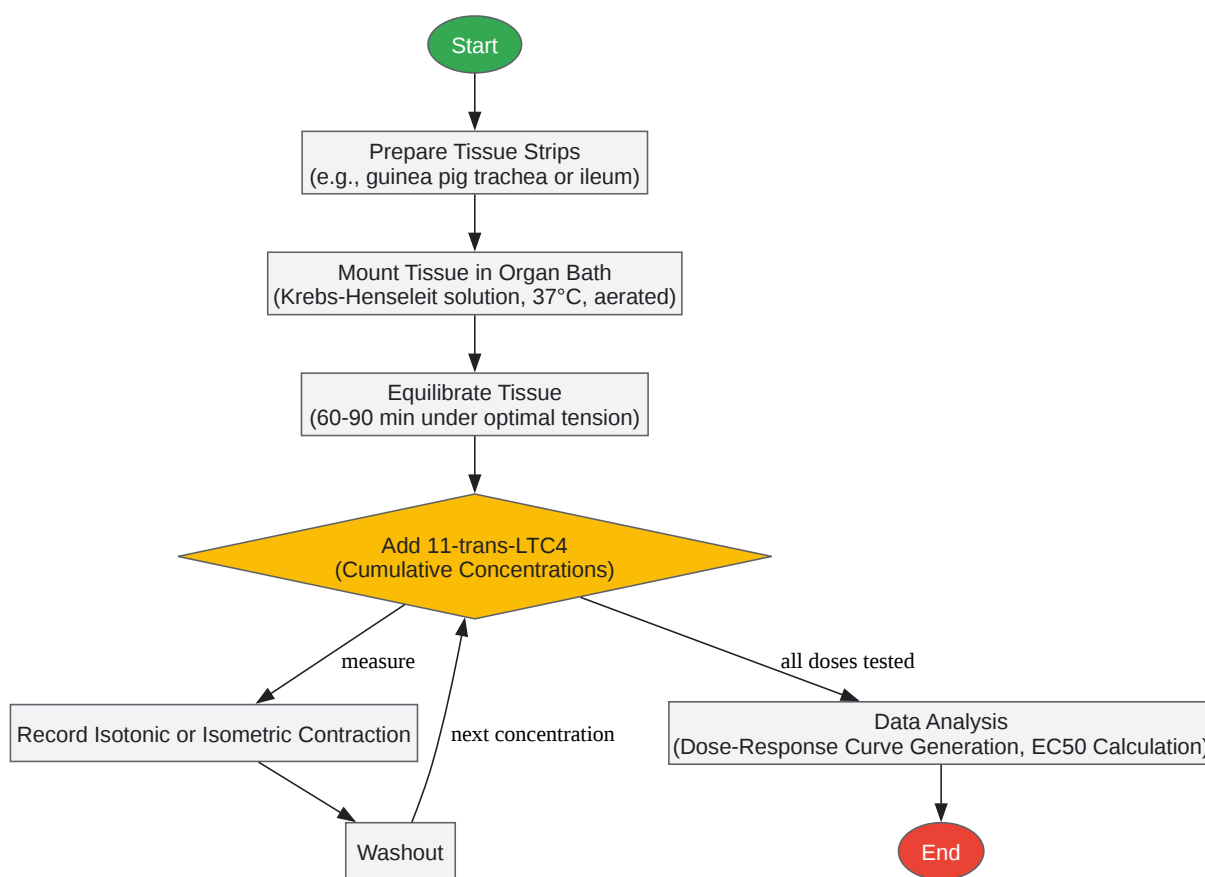 Start
Prepare Tissue Strips
(e.g., guinea pig trachea or ileum)
Mount Tissue in Organ Bath
(Krebs-Henseleit solution, 37°C, aerated)
Equilibrate Tissue
(60-90 min under optimal tension)
Add 11-trans-LTC4
(Cumulative Concentrations)
measure
all doses tested
Record Isotonic or Isometric Contraction
next concentration
Data Analysis
(Dose-Response Curve Generation, EC50 Calculation)
Washout
End